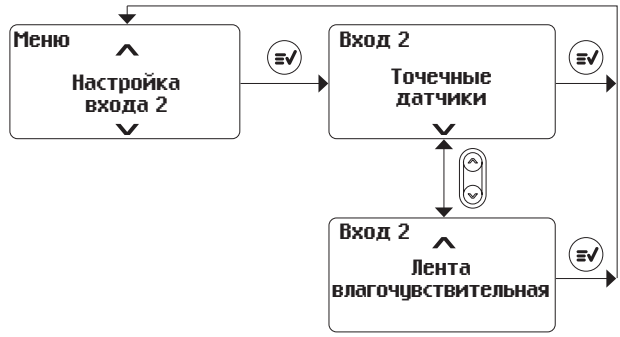 Меню
Настройка
входа 2
Вход 2
Точечные
датчики
Вход 2
Лента
влагочувствительная